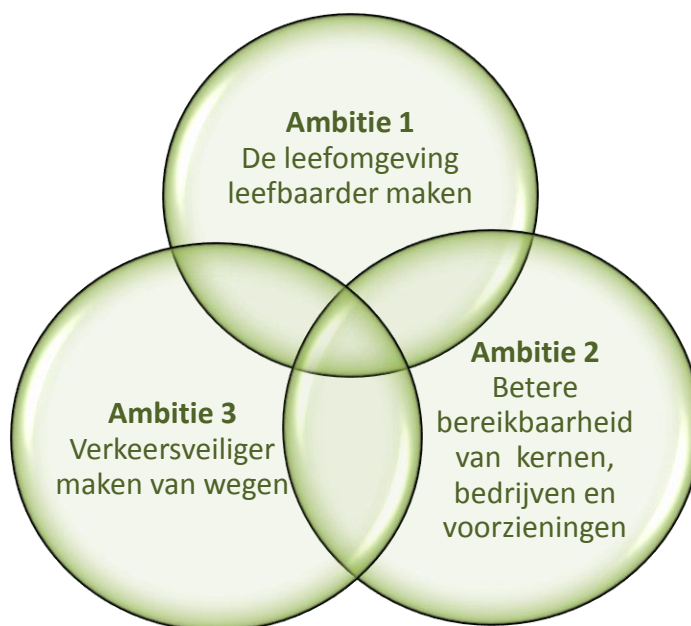 Ambitie 1
De leefomgeving
leefbaarder maken
Ambitie 2
Betere
bereikbaarheid
van kernen,
bedrijven en
voorzieningen
Ambitie 3
Verkeersveiliger
maken van wegen